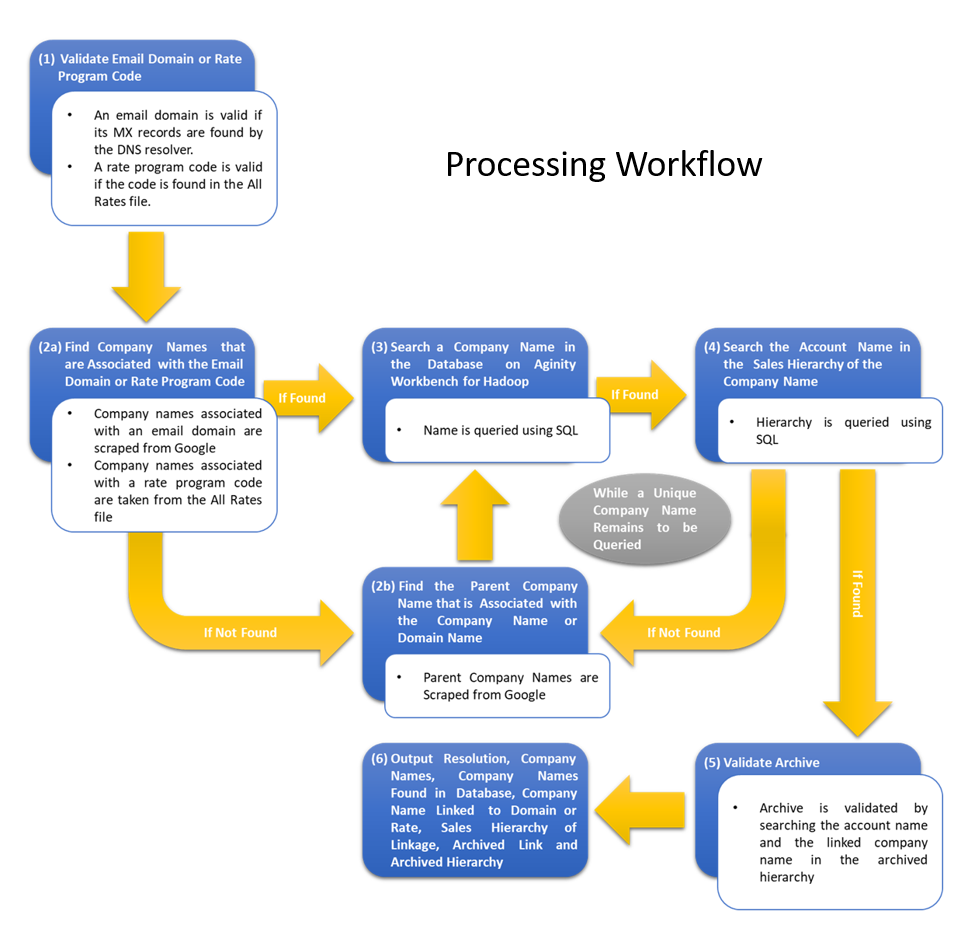 (1) Validate Email Domain or Rate
Program Code
• An email domain is valid if
its MX records are found by
the DNS resolver.
• A rate program code is valid
if the code is found in the All
Rates file.
Processing Workflow
(2a) Find Company Names that
are Associated with the Email
Domain or Rate Program Code
• Company names associated
with an email domain are
scraped from Google
• Company names associated
with a rate program code
are taken from the All Rates
file
If Found
(3) Search a Company Name in
the Database on Aginity
Workbench for Hadoop
• Name is queried using SQL
If Found
(4) Search the Account Name in
the Sales Hierarchy of the
Company Name
• Hierarchy is queried using
SQL
While a Unique
Company Name
Remains to be
Queried
If Not Found
(2b) Find the Parent Company
Name that is Associated with
the Company Name or
Domain Name
• Parent Company Names are
Scraped from Google
If Not Found
If Found
(5) Validate Archive
• Archive is validated by
searching the account name
and the linked company
name in the archived
hierarchy
(6) Output Resolution, Company
Names, Company Names
Found in Database, Company
Name Linked to Domain or
Rate, Sales Hierarchy of
Linkage, Archived Link and
Archived Hierarchy